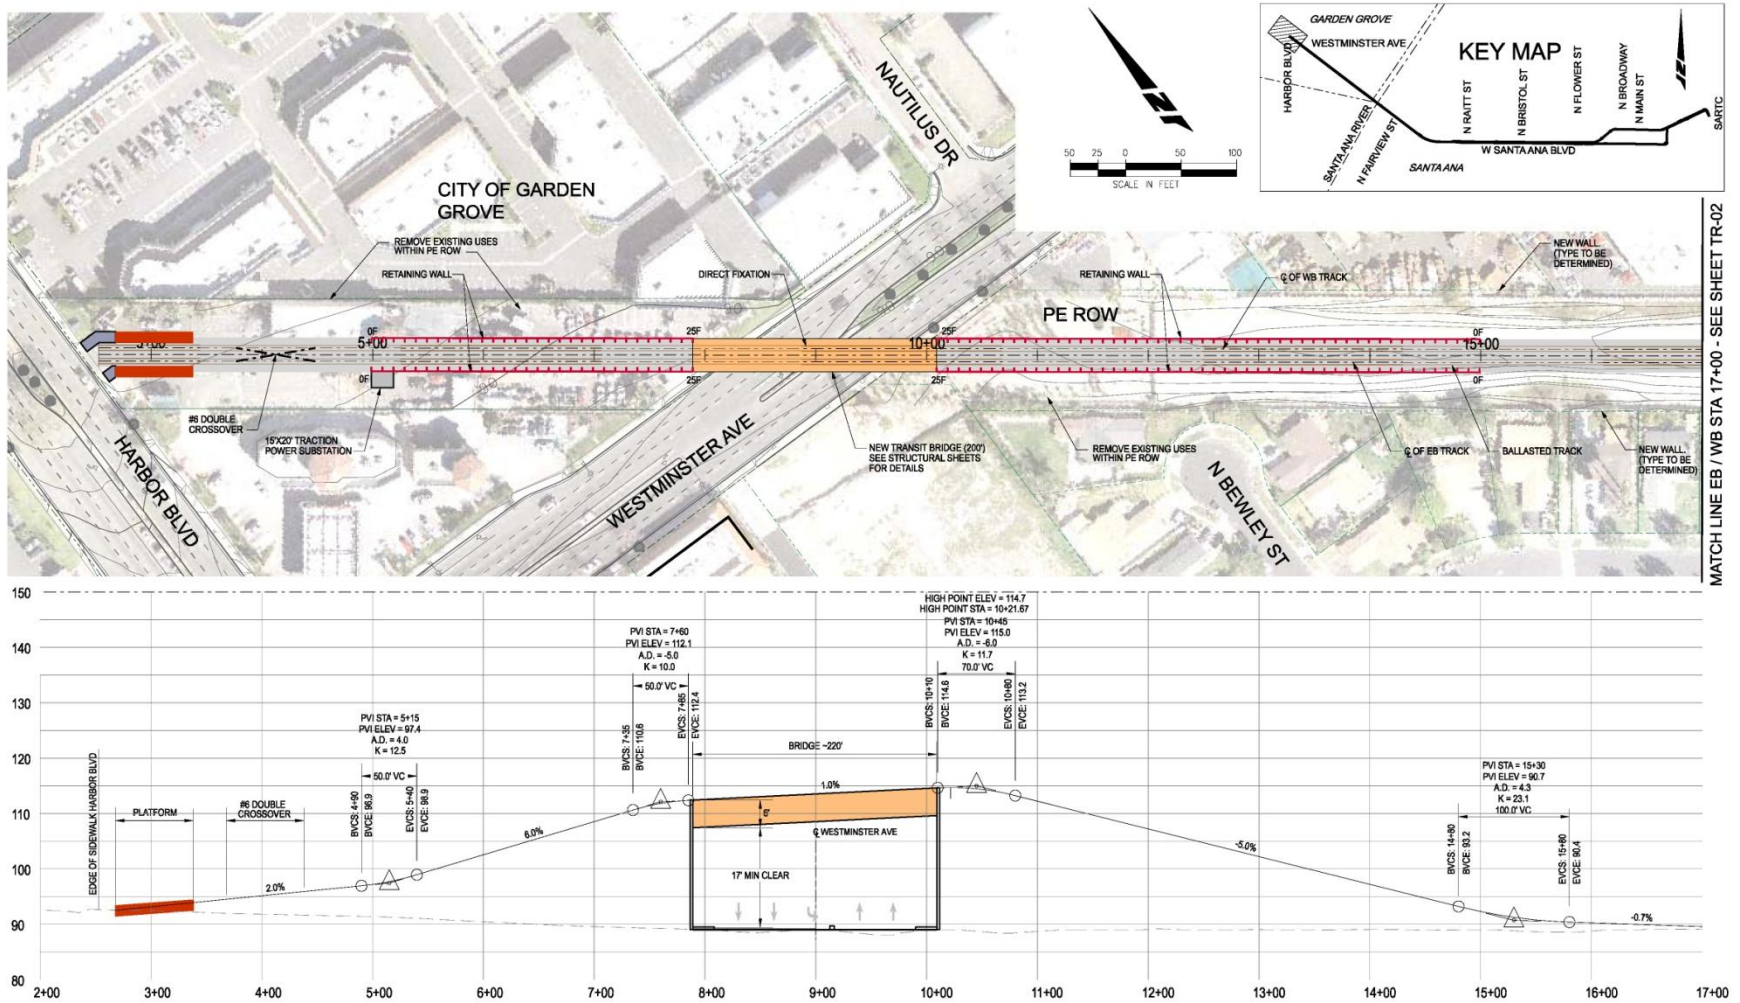 NAUTILUS DR
CITY OF GARDEN
GROVE
REMOVE EXISTING USES
WITHIN PE ROW
RETAINING WALL
DIRECT FIXATION
RETAINING WALL
℄ OF WB TRACK
NEW WALL.
(TYPE TO BE
DETERMINED)
PE ROW
0F
25F
25F
0F
5+00
10+00
15+00
0F
25F
25F
0F
#6 DOUBLE
CROSSOVER
15'X20' TRACTION
POWER SUBSTATION
HARBOR BLVD
WESTMINSTER AVE
NEW TRANSIT BRIDGE (200')
SEE STRUCTURAL SHEETS
FOR DETAILS
REMOVE EXISTING USES
WITHIN PE ROW
N BEWLEY ST
℄ OF EB TRACK
BALLASTED TRACK
NEW WALL.
(TYPE TO BE
DETERMINED)
MATCH LINE EB / WB STA 17+00 - SEE SHEET TR-02
N
50 25 0 50 100
SCALE IN FEET
KEY MAP
GARDEN GROVE
WESTMINSTER AVE
HARBOR BLVD
SANTA ANA RIVER
N FAIRVIEW ST
N RAITT ST
N BRISTOL ST
N FLOWER ST
N BROADWAY
N MAIN ST
SARTC
W SANTA ANA BLVD
SANTA ANA
N
150
140
130
120
110
100
90
80
EDGE OF SIDEWALK HARBOR BLVD
PLATFORM
#6 DOUBLE
CROSSOVER
2.0%
PVI STA = 5+15
PVI ELEV = 97.4
A.D. = 4.0
K = 12.5
50.0' VC
BVCS: 4+90
BVCE: 96.9
EVCS: 5+40
EVCE: 98.9
6.0%
PVI STA = 7+60
PVI ELEV = 112.1
A.D. = -5.0
K = 10.0
50.0' VC
BVCS: 7+35
BVCE: 110.6
EVCS: 7+85
EVCE: 112.4
BRIDGE ~220'
1.0%
℄ WESTMINSTER AVE
17' MIN CLEAR
HIGH POINT ELEV = 114.7
HIGH POINT STA = 10+21.67
PVI STA = 10+45
PVI ELEV = 115.0
A.D. = -6.0
K = 11.7
70.0' VC
BVCS: 10+10
BVCE: 114.6
EVCS: 10+80
EVCE: 113.2
-5.0%
PVI STA = 15+30
PVI ELEV = 90.7
A.D. = 4.3
K = 23.1
100.0' VC
BVCS: 14+80
BVCE: 93.2
EVCS: 15+80
EVCE: 90.4
-0.7%
2+00 3+00 4+00 5+00 6+00 7+00 8+00 9+00 10+00 11+00 12+00 13+00 14+00 15+00 16+00 17+00